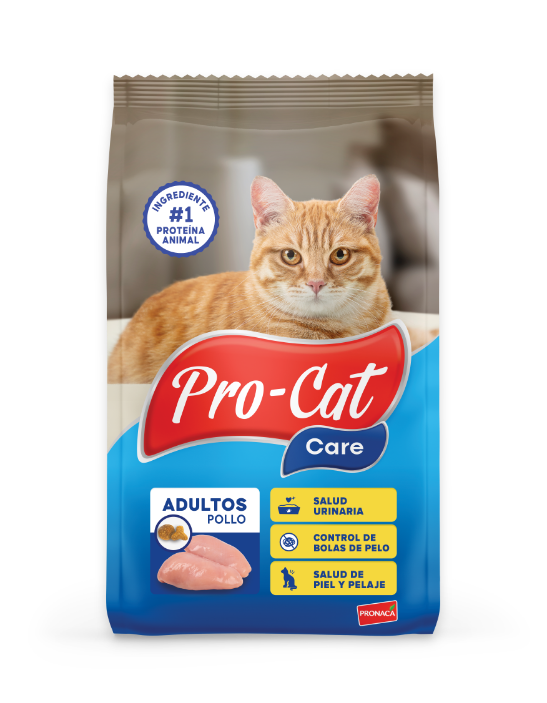 INGREDIENTE
#1
PROTEÍNA
ANIMAL
Pro-Cat
Care
ADULTOS
POLLO
SALUD
URINARIA
CONTROL DE
BOLAS DE PELO
SALUD DE
PIEL Y PELAJE
PRONACA